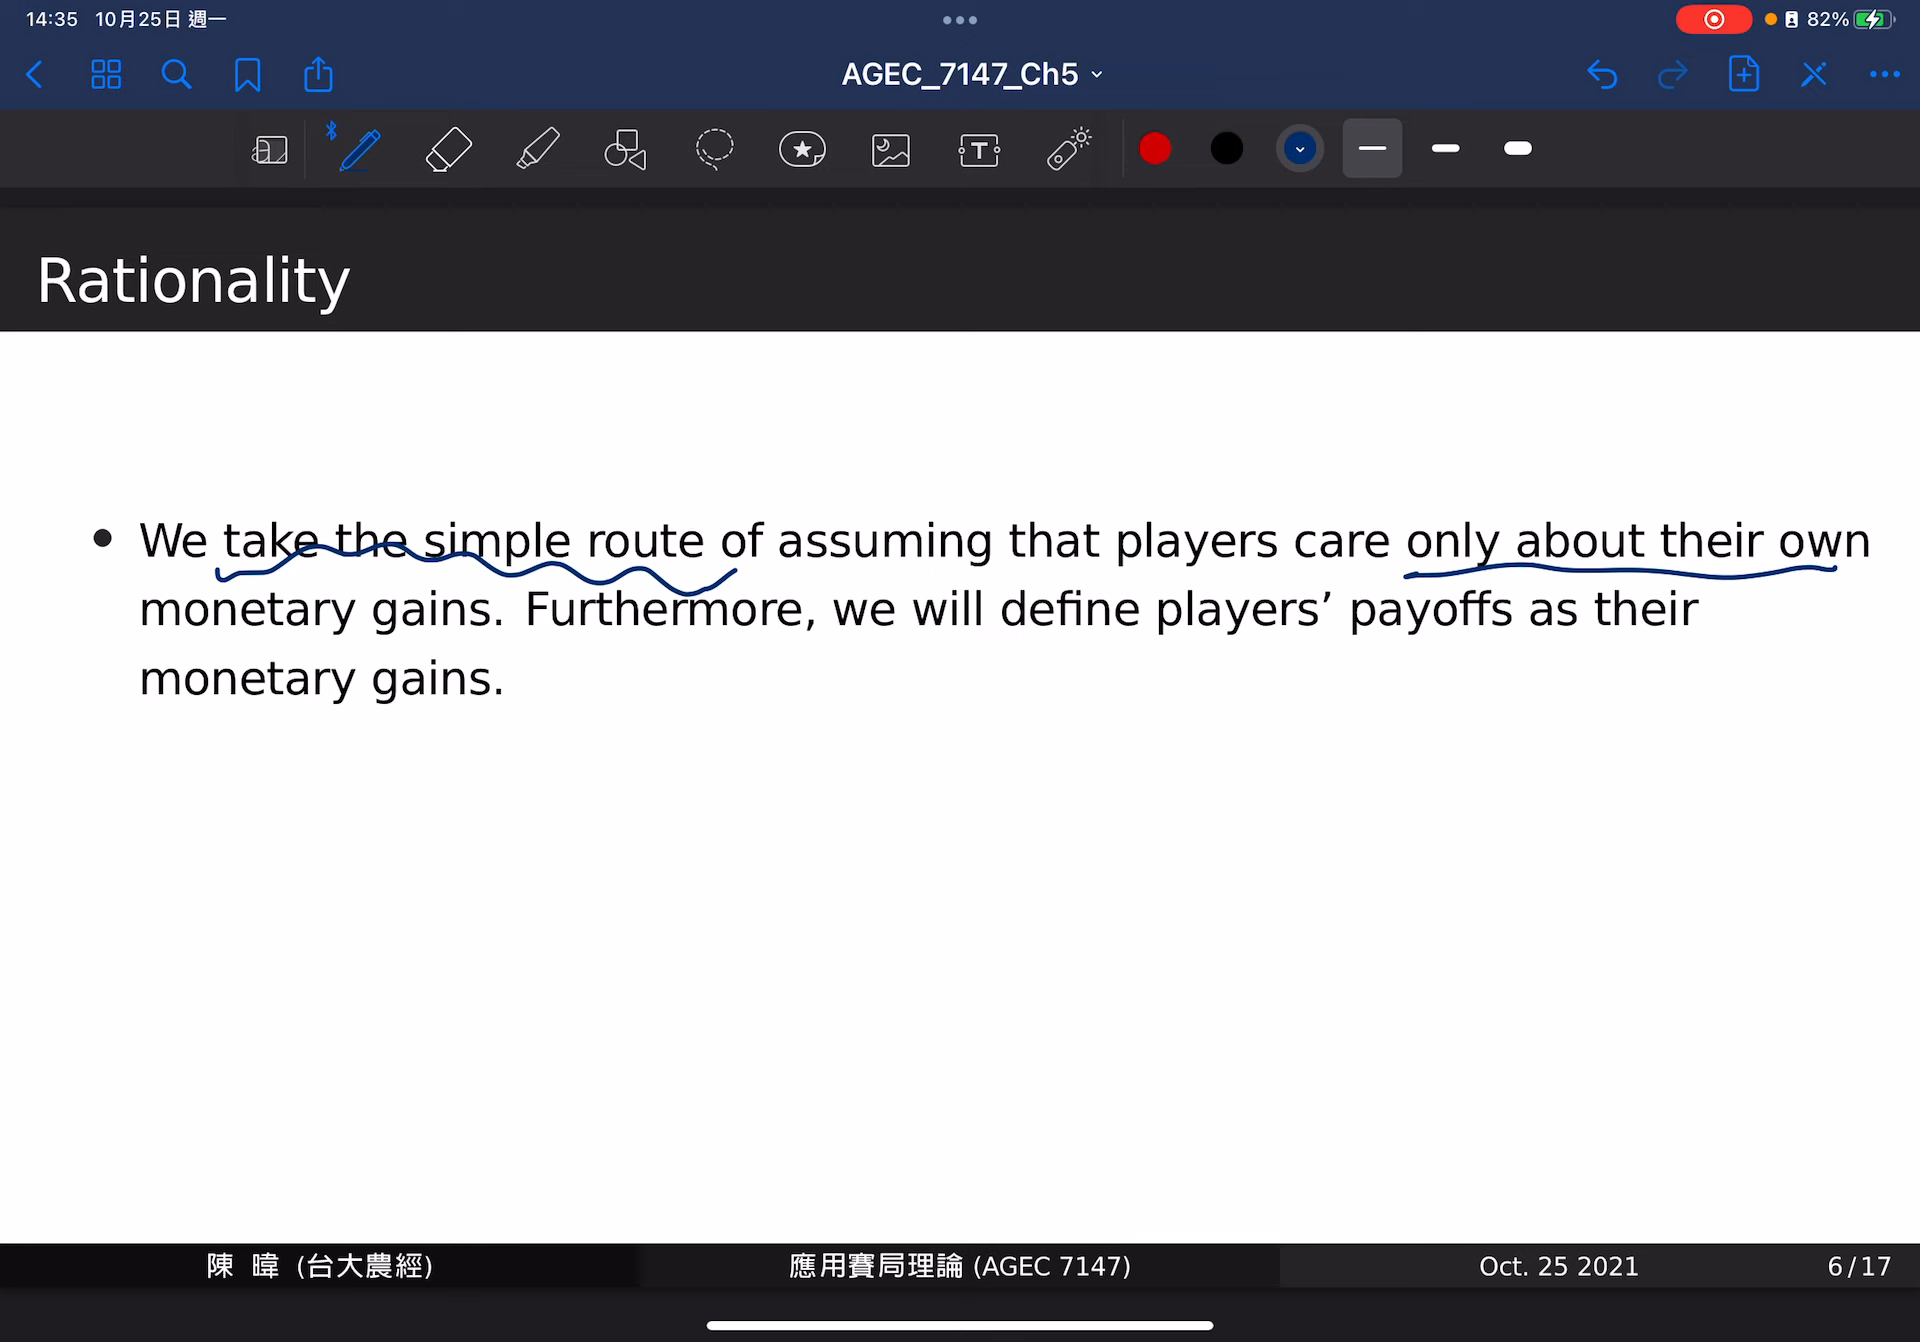 14:35 10月25日 週一
82%
AGEC_7147_Ch5
Rationality
• We take the simple route of assuming that players care only about their own
monetary gains. Furthermore, we will define players’ payoffs as their
monetary gains.
陳 暐 (台大農經)
應用賽局理論 (AGEC 7147)
Oct. 25 2021
6/17